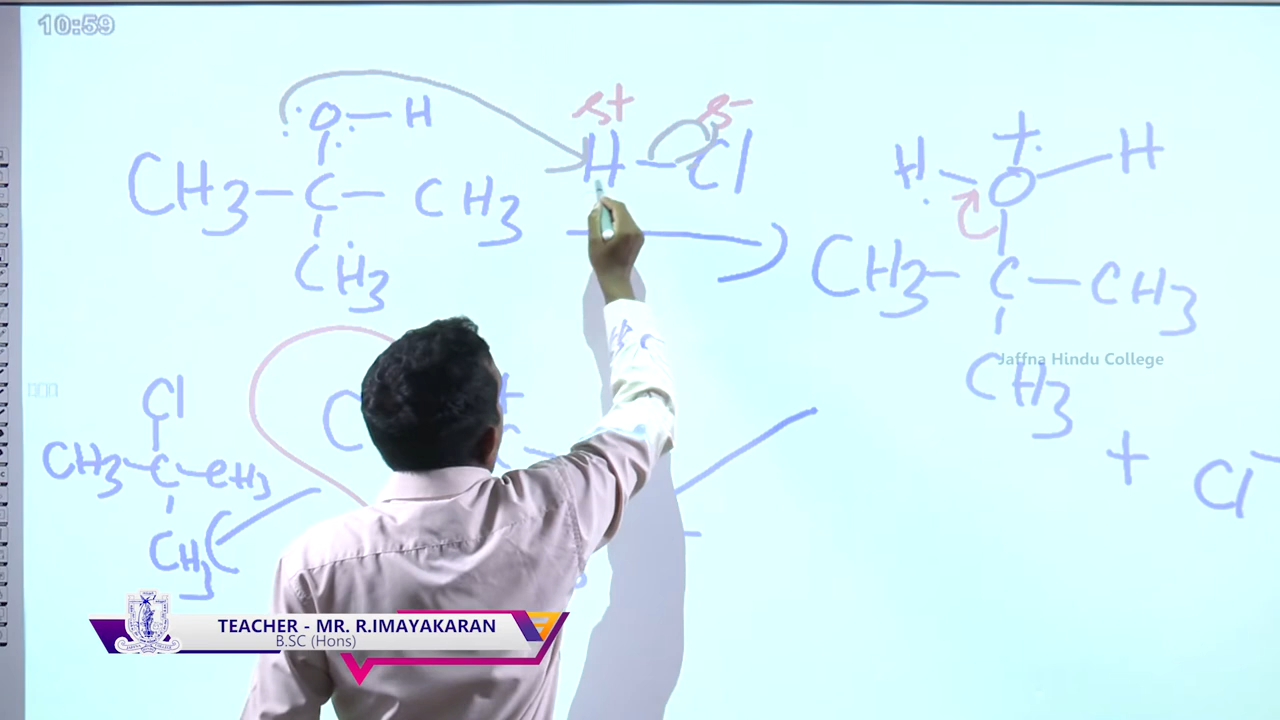 10:59
O—H
δ+ δ-
CH3—C—CH3
H—Cl
CH3
+
H—O—H
CH3—C—CH3
CH3
+ Cl-
Jaffna Hindu College
Cl
CH3—C—CH3
CH3
C
+
TEACHER - MR. R.IMAYAKARAN
B.SC (Hons)